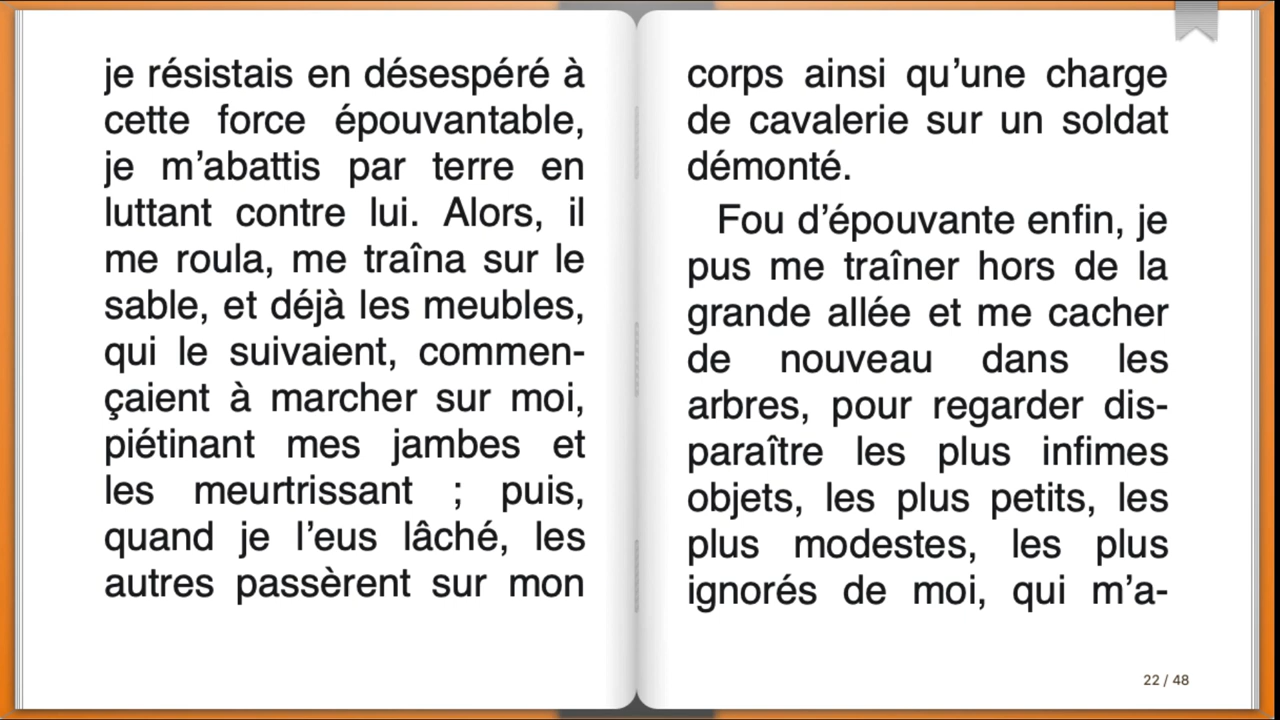 je résistais en désespéré à
cette force épouvantable,
je m’abattis par terre en
luttant contre lui. Alors, il
me roula, me traîna sur le
sable, et déjà les meubles,
qui le suivaient, commen-
çaient à marcher sur moi,
piétinant mes jambes et
les meurtrissant ; puis,
quand je l’eus lâché, les
autres passèrent sur mon
corps ainsi qu’une charge
de cavalerie sur un soldat
démonté.
Fou d’épouvante enfin, je
pus me traîner hors de la
grande allée et me cacher
de nouveau dans les
arbres, pour regarder dis-
paraître les plus infimes
objets, les plus petits, les
plus modestes, les plus
ignorés de moi, qui m’a-
22 / 48